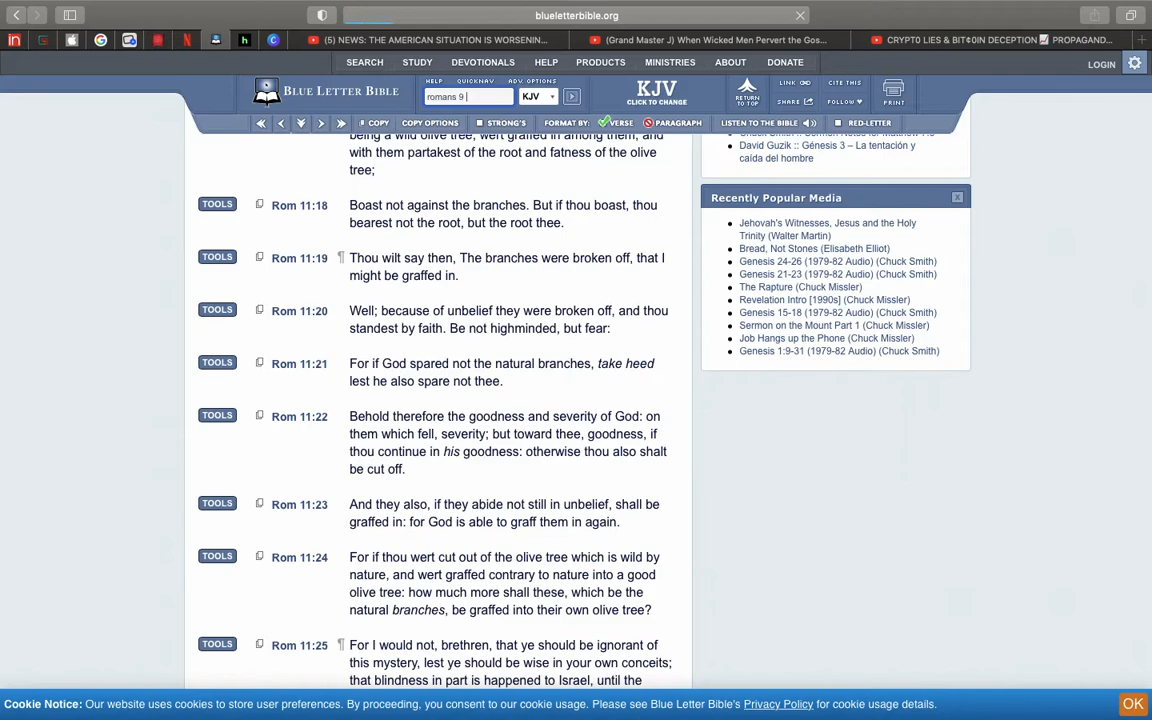 blueletterbible.org
(5) NEWS: THE AMERICAN SITUATION IS WORSENIN...
(Grand Master J) When Wicked Men Pervert the Gos...
CRYPT0 LIES & BIT¢0IN DECEPTION 📈 PROPAGAND...
SEARCH STUDY DEVOTIONALS HELP PRODUCTS MINISTRIES ABOUT DONATE
LOGIN
HELP QUICKNAV ADV. OPTIONS
BLUE LETTER BIBLE
romans 9
KJV
KJV
CLICK TO CHANGE
RETURN
TO TOP
LINK CITE THIS
SHARE FOLLOW
PRINT
COPY COPY OPTIONS STRONG'S FORMAT BY: VERSE PARAGRAPH LISTEN TO THE BIBLE RED-LETTER
being a wild olive tree, wert graffed in among them, and
with them partakest of the root and fatness of the olive
tree;
TOOLS Rom 11:18 Boast not against the branches. But if thou boast, thou
bearest not the root, but the root thee.
TOOLS Rom 11:19 ¶ Thou wilt say then, The branches were broken off, that I
might be graffed in.
TOOLS Rom 11:20 Well; because of unbelief they were broken off, and thou
standest by faith. Be not highminded, but fear:
TOOLS Rom 11:21 For if God spared not the natural branches, take heed
lest he also spare not thee.
TOOLS Rom 11:22 Behold therefore the goodness and severity of God: on
them which fell, severity; but toward thee, goodness, if
thou continue in his goodness: otherwise thou also shalt
be cut off.
TOOLS Rom 11:23 And they also, if they abide not still in unbelief, shall be
graffed in: for God is able to graff them in again.
TOOLS Rom 11:24 For if thou wert cut out of the olive tree which is wild by
nature, and wert graffed contrary to nature into a good
olive tree: how much more shall these, which be the
natural branches, be graffed into their own olive tree?
TOOLS Rom 11:25 ¶ For I would not, brethren, that ye should be ignorant of
this mystery, lest ye should be wise in your own conceits;
that blindness in part is happened to Israel, until the
David Guzik :: Génesis 3 – La tentación y
caída del hombre
Recently Popular Media
Jehovah's Witnesses, Jesus and the Holy
Trinity (Walter Martin)
Bread, Not Stones (Elisabeth Elliot)
Genesis 24-26 (1979-82 Audio) (Chuck Smith)
Genesis 21-23 (1979-82 Audio) (Chuck Smith)
The Rapture (Chuck Missler)
Revelation Intro [1990s] (Chuck Missler)
Genesis 15-18 (1979-82 Audio) (Chuck Smith)
Sermon on the Mount Part 1 (Chuck Missler)
Job Hangs up the Phone (Chuck Missler)
Genesis 1:9-31 (1979-82 Audio) (Chuck Smith)
Cookie Notice: Our website uses cookies to store user preferences. By proceeding, you consent to our cookie usage. Please see Blue Letter Bible's Privacy Policy for cookie usage details.
OK